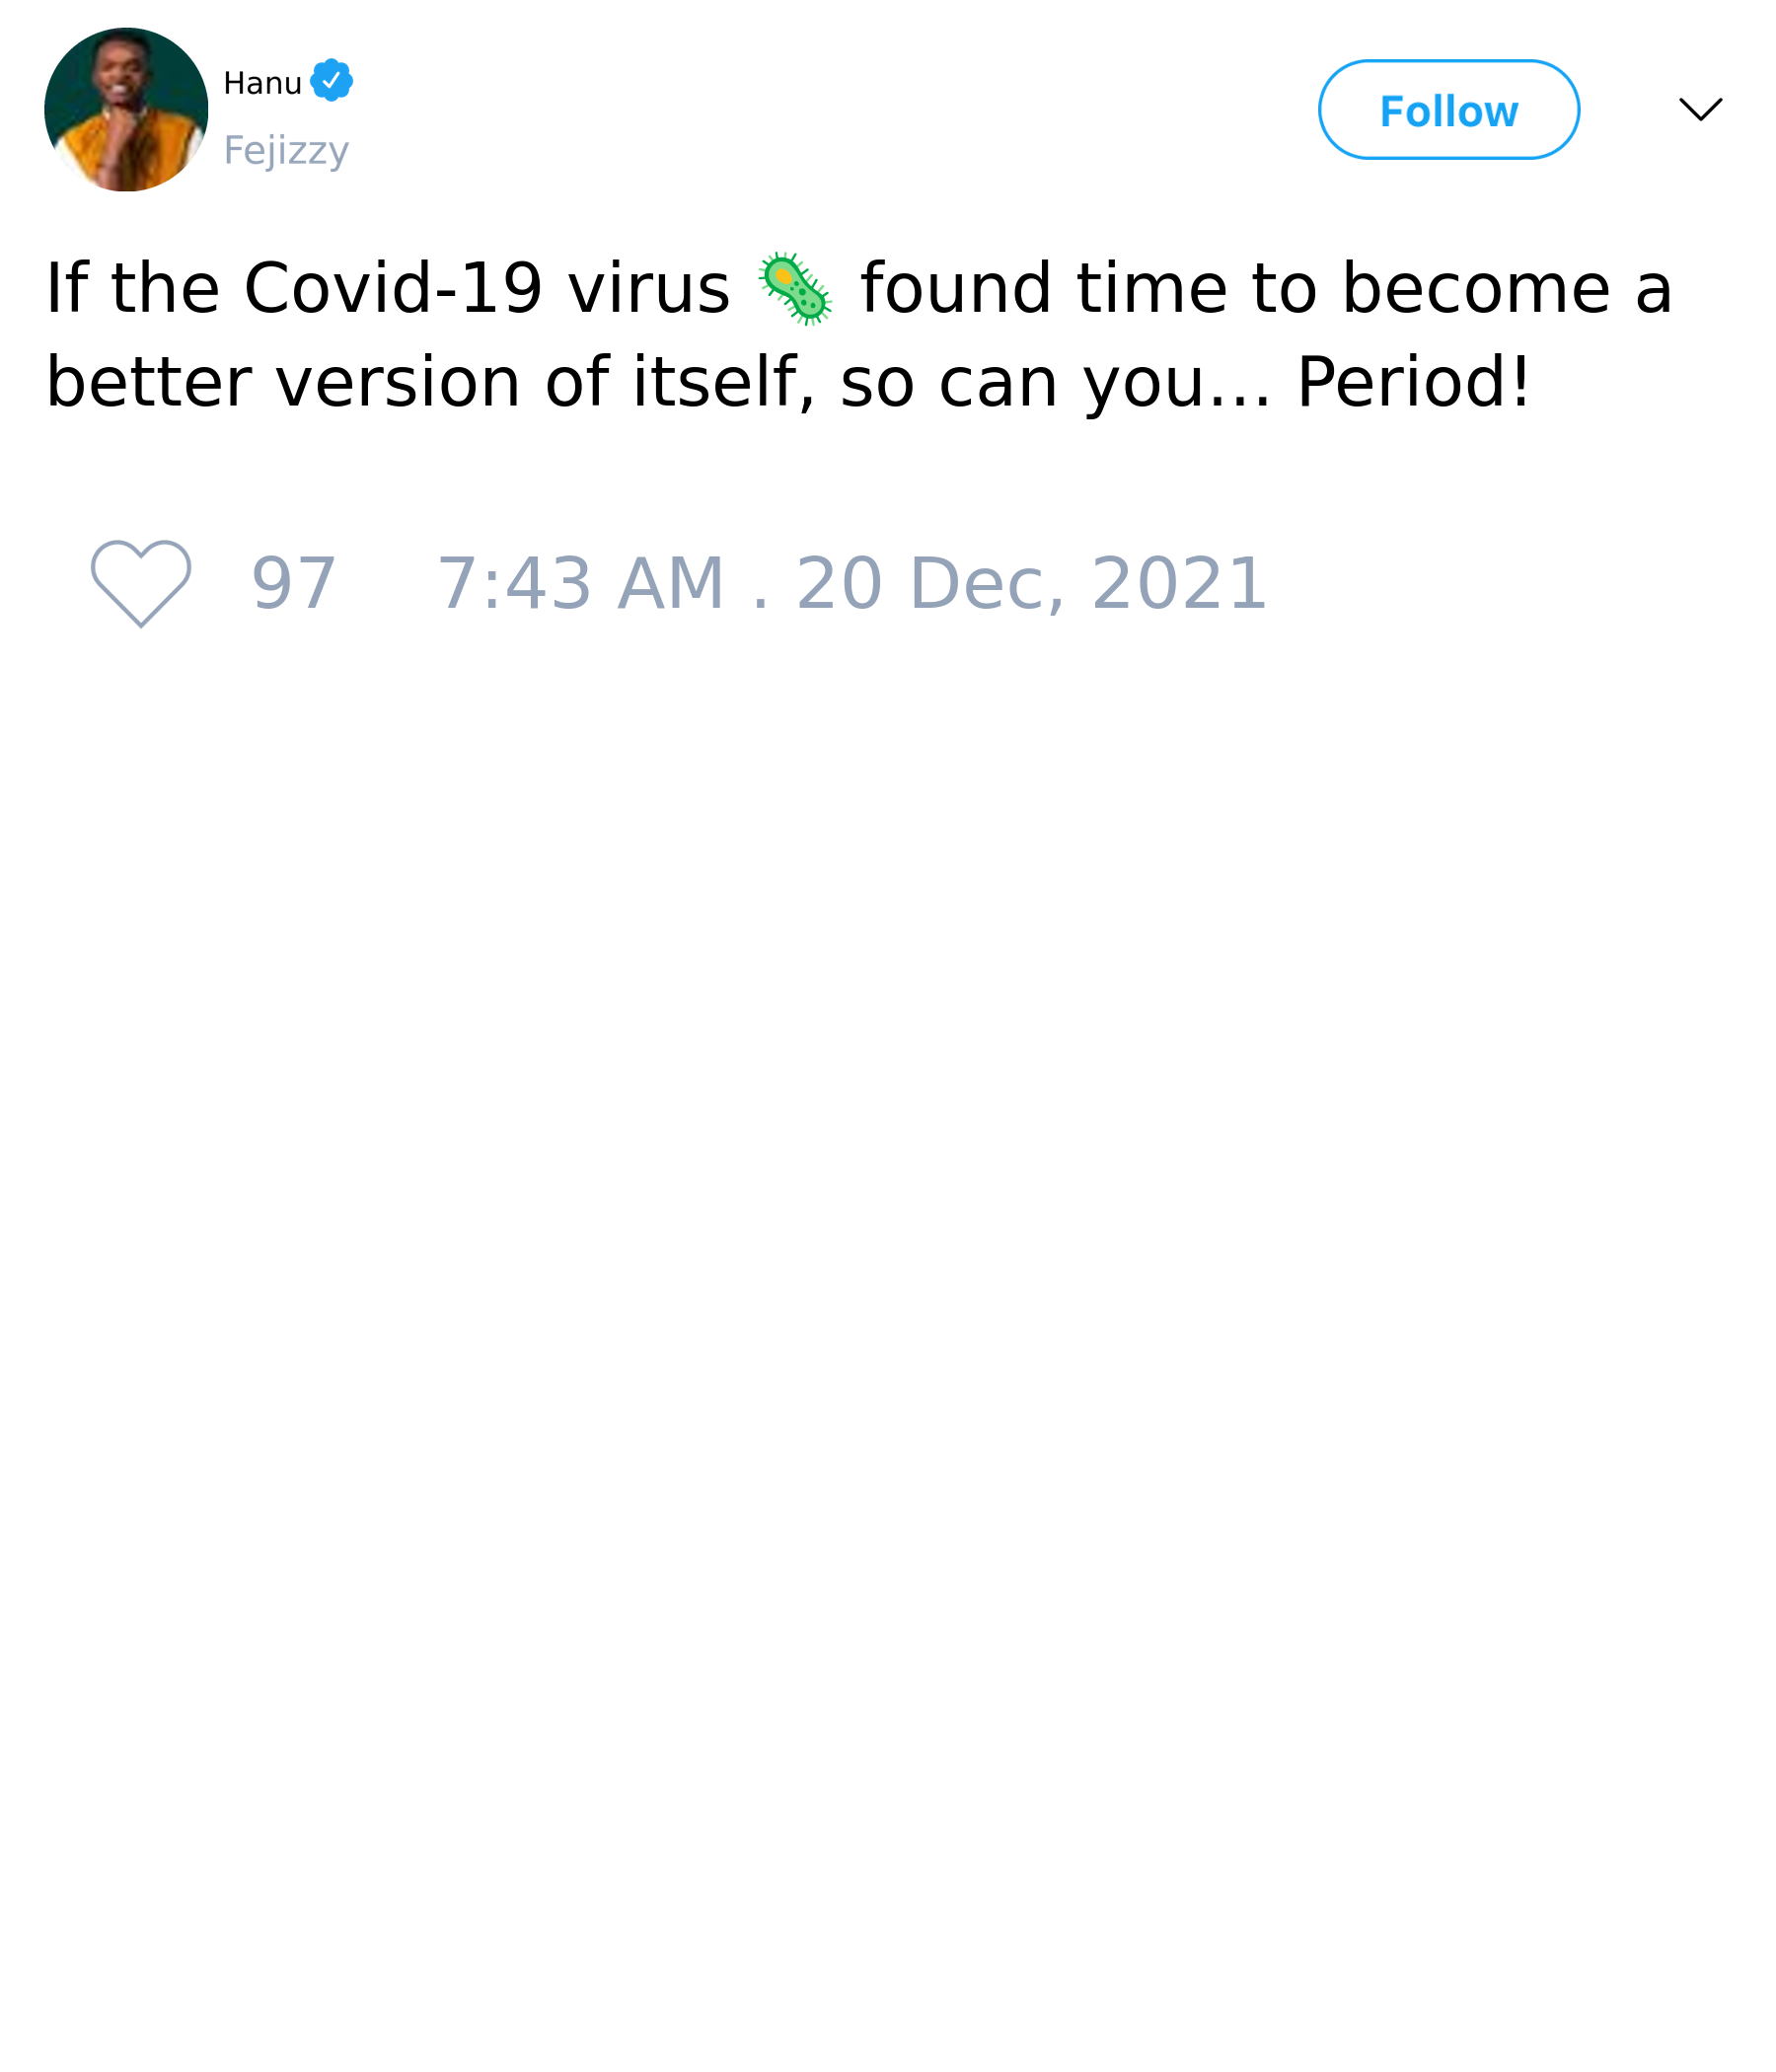 Hanu
Fejizzy
Follow
If the Covid-19 virus 🦠 found time to become a
better version of itself, so can you... Period!
97 7:43 AM . 20 Dec, 2021